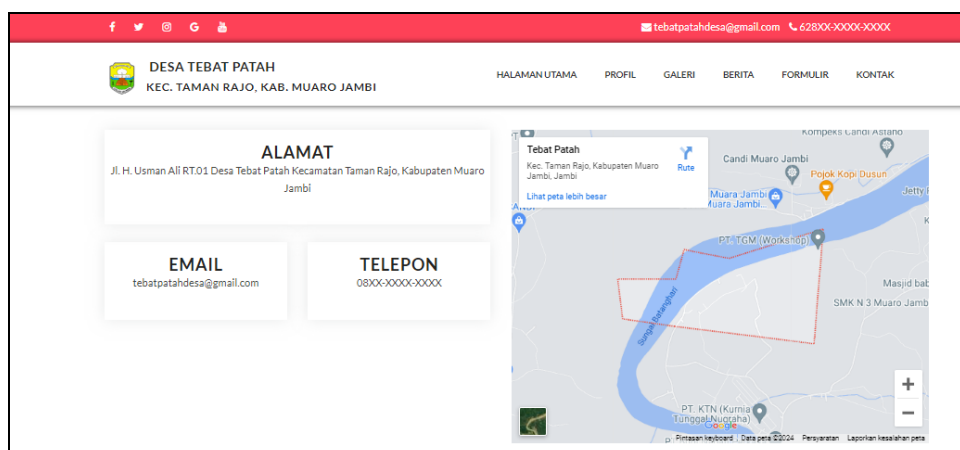 tebatpatahdesa@gmail.com 628XX-XXXX-XXXX
DESA TEBAT PATAH
KEC. TAMAN RAJO, KAB. MUARO JAMBI
HALAMAN UTAMA PROFIL GALERI BERITA FORMULIR KONTAK
ALAMAT
Jl. H. Usman Ali RT.01 Desa Tebat Patah Kecamatan Taman Rajo, Kabupaten Muaro
Jambi
EMAIL
tebatpatahdesa@gmail.com
TELEPON
08XX-XXXX-XXXX
Tebat Patah
Kec. Taman Rajo, Kabupaten Muaro
Jambi, Jambi
Rute
Lihat peta lebih besar
Kompleks Candi Astano
Candi Muaro Jambi
Pojok Kopi Dusun
Muara Jambi
Muara Jambi...
Jetty
PT. TGM (Workshop)
Sungai Batanghari
Masjid bab
SMK N 3 Muaro Jamb
PT. KTN (Kurnia
Tunggal Nugraha)
Google
Pintasan keyboard Data peta ©2024 Persyaratan Laporkan kesalahan peta